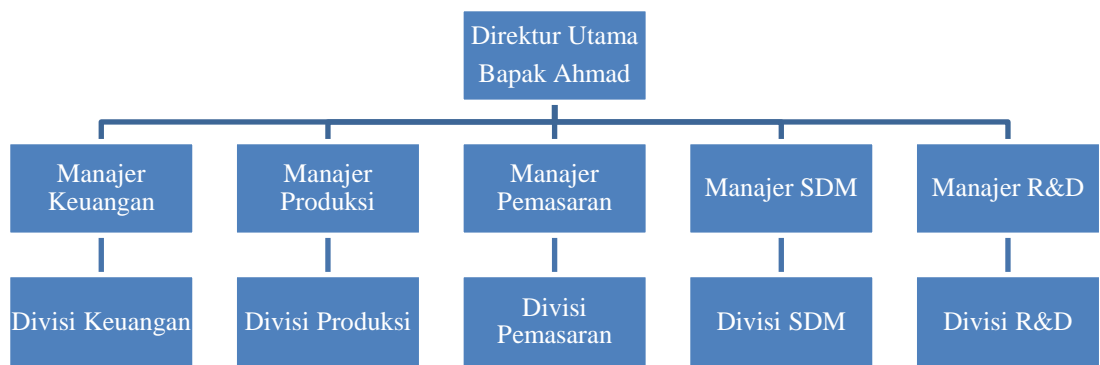 Direktur Utama
Bapak Ahmad
Manajer
Keuangan
Manajer
Produksi
Manajer
Pemasaran
Manajer SDM
Manajer R&D
Divisi Keuangan
Divisi Produksi
Divisi
Pemasaran
Divisi SDM
Divisi R&D